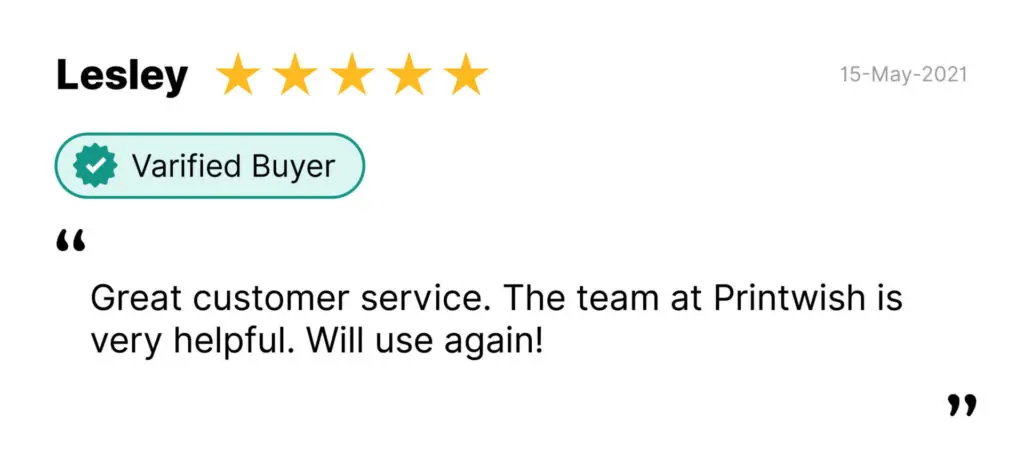 Lesley
15-May-2021
Varified Buyer
“
Great customer service. The team at Printwish is
very helpful. Will use again!
”